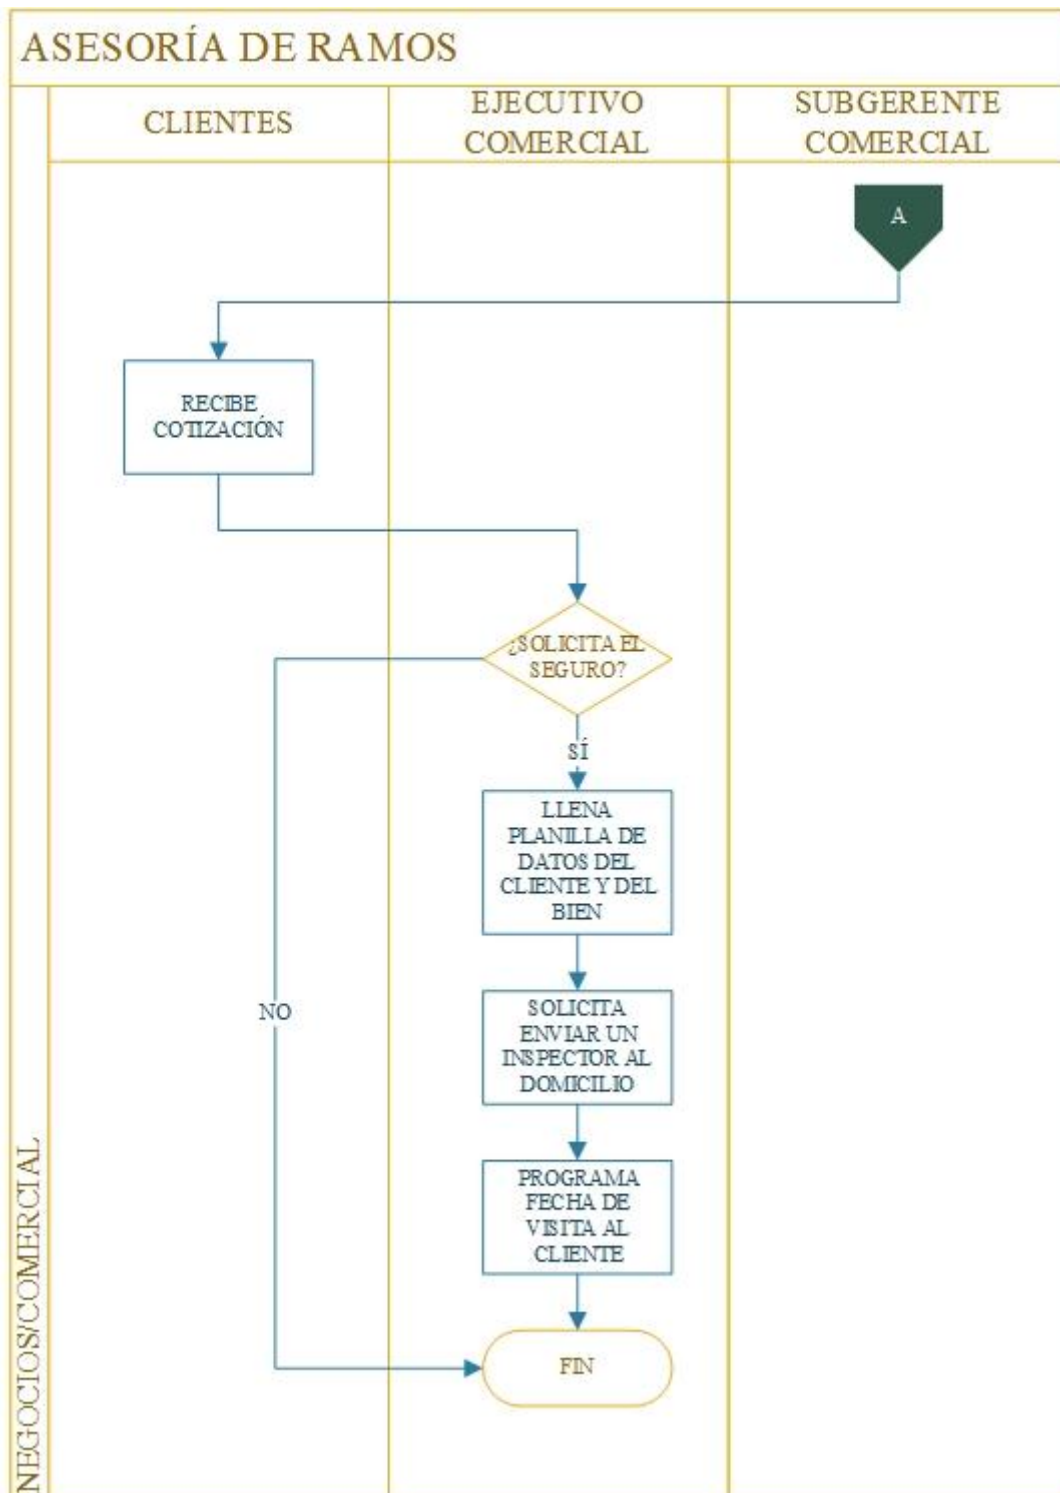 ASESORÍA DE RAMOS
CLIENTES
EJECUTIVO
COMERCIAL
SUBGERENTE
COMERCIAL
A
RECIBE
COTIZACIÓN
¿SOLICITA EL
SEGURO?
SÍ
LLENA
PLANILLA DE
DATOS DEL
CLIENTE Y DEL
BIEN
NO
SOLICITA
ENVIAR UN
INSPECTOR AL
DOMICILIO
PROGRAMA
FECHA DE
VISITA AL
CLIENTE
FIN
NEGOCIOS/COMERCIAL